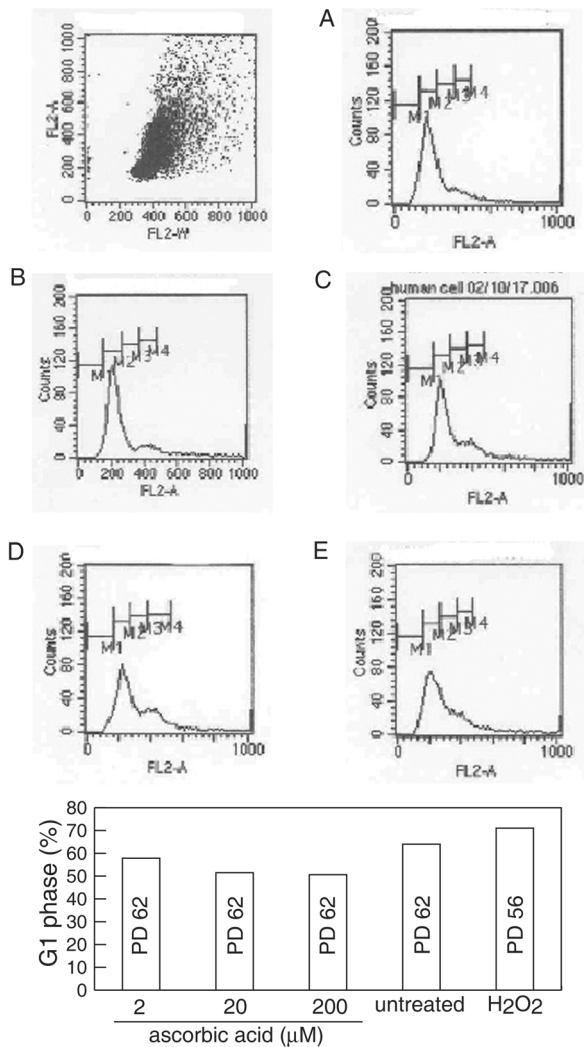 A
1000
800
600
400
200
0
FL2-A
0 200 400 600 800 1000
FL2-W
200
160
120
80
40
0
Counts
M1
M2
M3
M4
0 1000
FL2-A
B
200
160
120
80
40
0
Counts
M1
M2
M3
M4
0 200 400 600 800 1000
FL2-A
C
human cell 02/10/17.006
200
160
120
80
40
0
Counts
M1
M2
M3
M4
0 1000
FL2-A
D
200
160
120
80
40
0
Counts
M1
M2
M3
M4
0 1000
FL2-A
E
200
160
120
80
40
0
Counts
M1
M2
M3
M4
0 1000
FL2-A
80
70
60
50
40
30
20
10
0
G1 phase (%)
PD 62
PD 62
PD 62
PD 62
PD 56
2 20 200 untreated H2O2
ascorbic acid (μM)